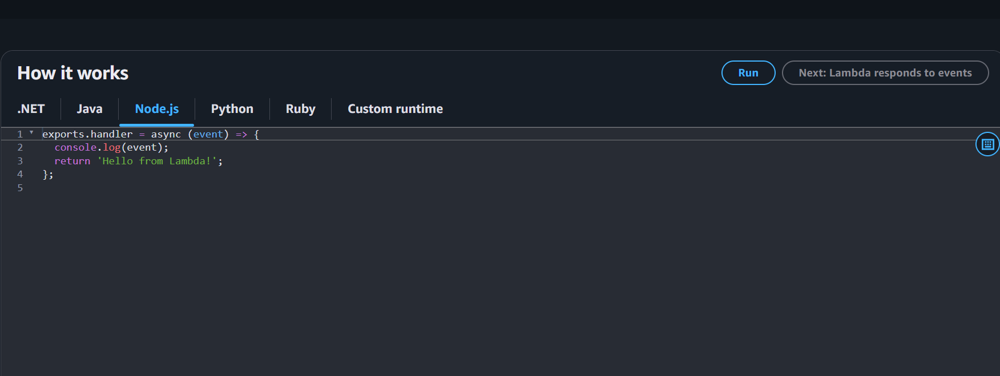 How it works
Run
Next: Lambda responds to events
.NET
Java
Node.js
Python
Ruby
Custom runtime
1 exports.handler = async (event) => {
2   console.log(event);
3   return 'Hello from Lambda!';
4 };
5